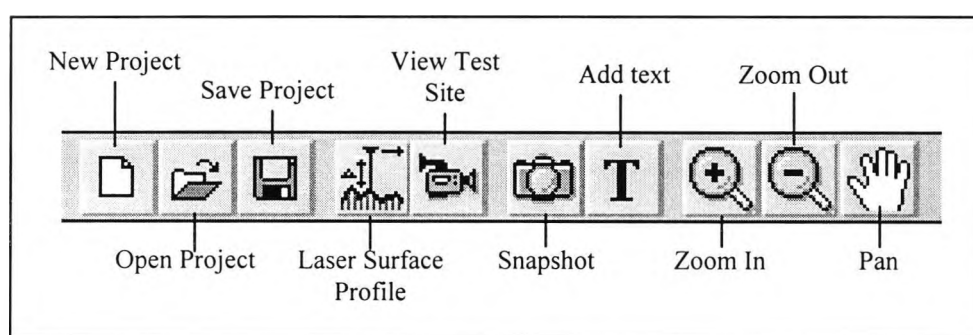 New Project
Save Project
View Test
Site
Add text
Zoom Out
T
Open Project
Laser Surface
Profile
Snapshot
Zoom In
Pan